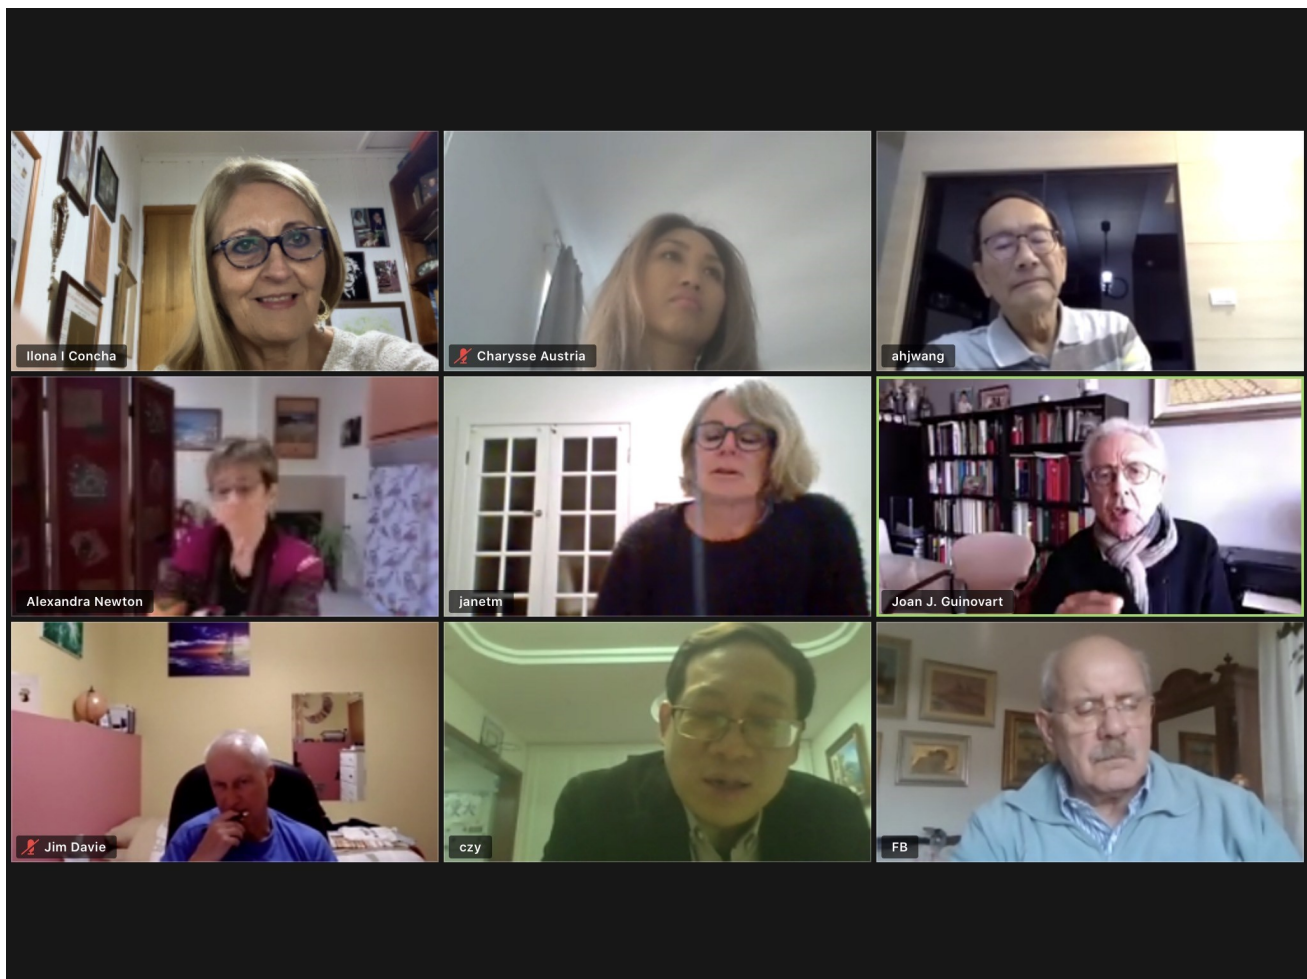 Ilona I Concha
Charysse Austria
ahjwang
Alexandra Newton
janetm
Joan J. Guinovart
Jim Davie
czy
FB